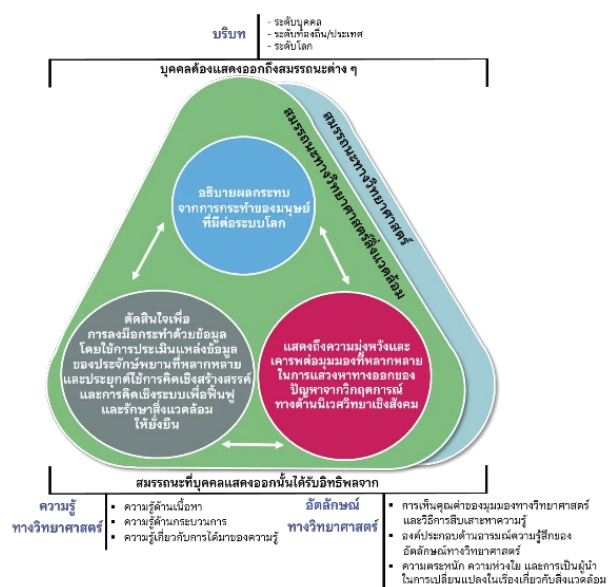 บริบท
- ระดับบุคคล
- ระดับท้องถิ่น/ประเทศ
- ระดับโลก
บุคคลต้องแสดงออกถึงสมรรถนะต่าง ๆ
สมรรถนะทางวิทยาศาสตร์
สมรรถนะทางวิทยาศาสตร์สิ่งแวดล้อม
อธิบายผลกระทบ
จากการกระทำของมนุษย์
ที่มีต่อระบบโลก
ตัดสินใจเพื่อ
การลงมือกระทำด้วยข้อมูล
โดยใช้การประเมินแหล่งข้อมูล
ของประจักษ์พยานที่หลากหลาย
และประยุกต์ใช้การคิดเชิงสร้างสรรค์
และการคิดเชิงระบบเพื่อฟื้นฟู
และรักษาสิ่งแวดล้อม
ให้ยั่งยืน
แสดงถึงความมุ่งหวังและ
เคารพต่อมุมมองที่หลากหลาย
ในการแสวงหาทางออกของ
ปัญหาจากวิกฤตการณ์
ทางด้านนิเวศวิทยาเชิงสังคม
สมรรถนะที่บุคคลแสดงออกนั้นได้รับอิทธิพลจาก
ความรู้
ทางวิทยาศาสตร์
▪ ความรู้ด้านเนื้อหา
▪ ความรู้ด้านกระบวนการ
▪ ความรู้เกี่ยวกับการได้มาของความรู้
อัตลักษณ์
ทางวิทยาศาสตร์
▪ การเห็นคุณค่าของมุมมองทางวิทยาศาสตร์
และวิธีการสืบเสาะหาความรู้
▪ องค์ประกอบด้านอารมณ์ความรู้สึกของ
อัตลักษณ์ทางวิทยาศาสตร์
▪ ความตระหนัก ความห่วงใย และการเป็นผู้นำ
ในการเปลี่ยนแปลงในเรื่องเกี่ยวกับสิ่งแวดล้อม